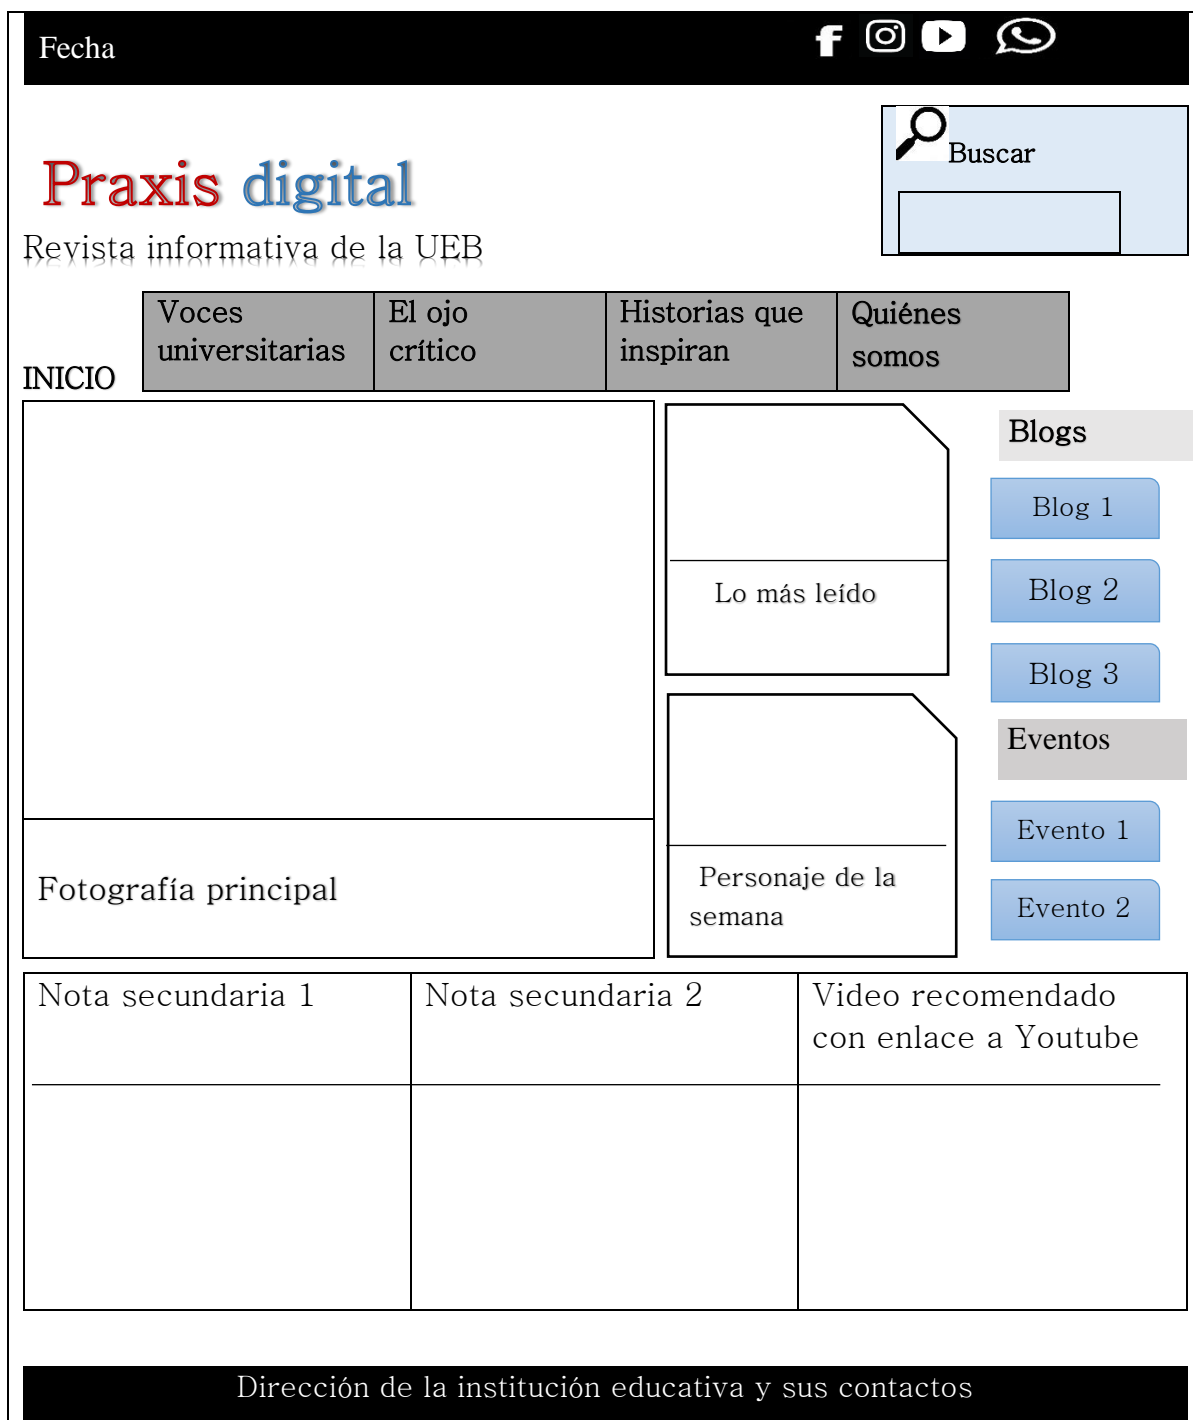 Fecha
Buscar
Praxis digital
Revista informativa de la UEB
INICIO
Voces
universitarias
El ojo
crítico
Historias que
inspiran
Quiénes
somos
Fotografía principal
Lo más leído
Personaje de la
semana
Blogs
Blog 1
Blog 2
Blog 3
Eventos
Evento 1
Evento 2
Nota secundaria 1
Nota secundaria 2
Video recomendado
con enlace a Youtube
Dirección de la institución educativa y sus contactos